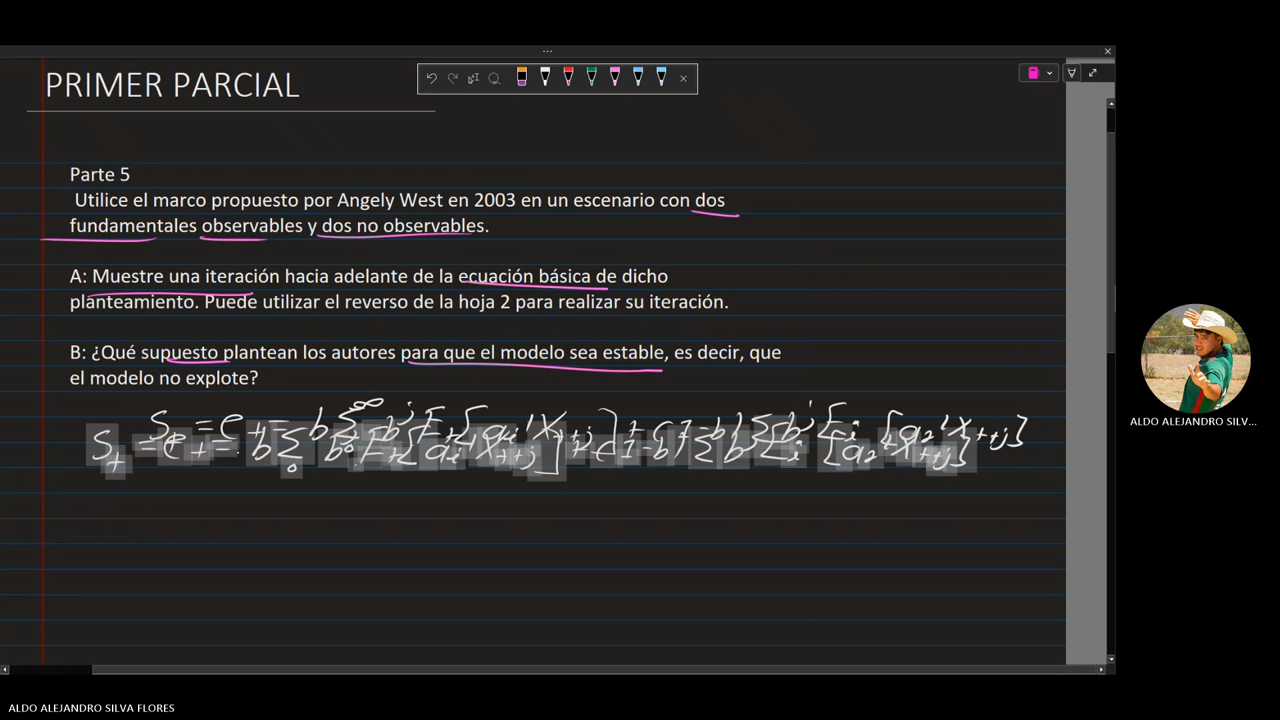 PRIMER PARCIAL
Parte 5
Utilice el marco propuesto por Angely West en 2003 en un escenario con dos
fundamentales observables y dos no observables.
A: Muestre una iteración hacia adelante de la ecuación básica de dicho
planteamiento. Puede utilizar el reverso de la hoja 2 para realizar su iteración.
B: ¿Qué supuesto plantean los autores para que el modelo sea estable, es decir, que
el modelo no explote?
ALDO ALEJANDRO SILV...
ALDO ALEJANDRO SILVA FLORES